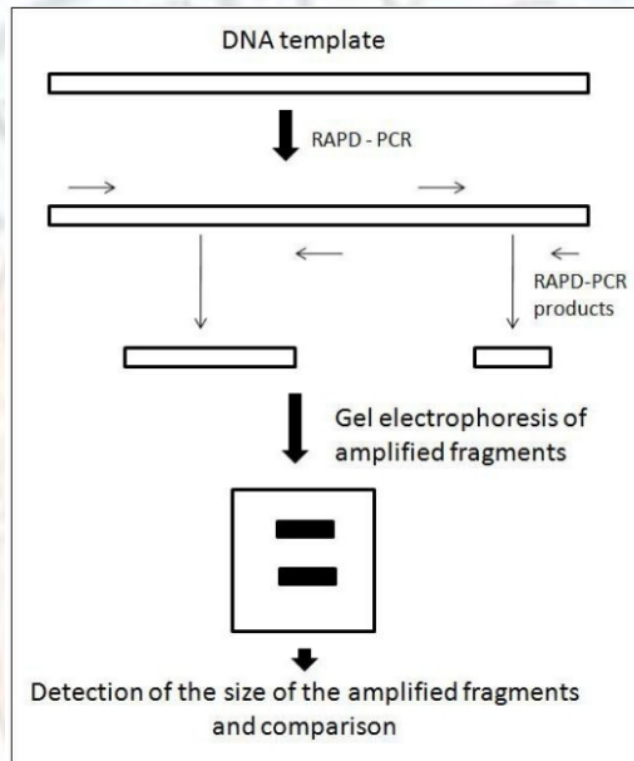 DNA template
RAPD - PCR
RAPD-PCR
products
Gel electrophoresis of
amplified fragments
Detection of the size of the amplified fragments
and comparison